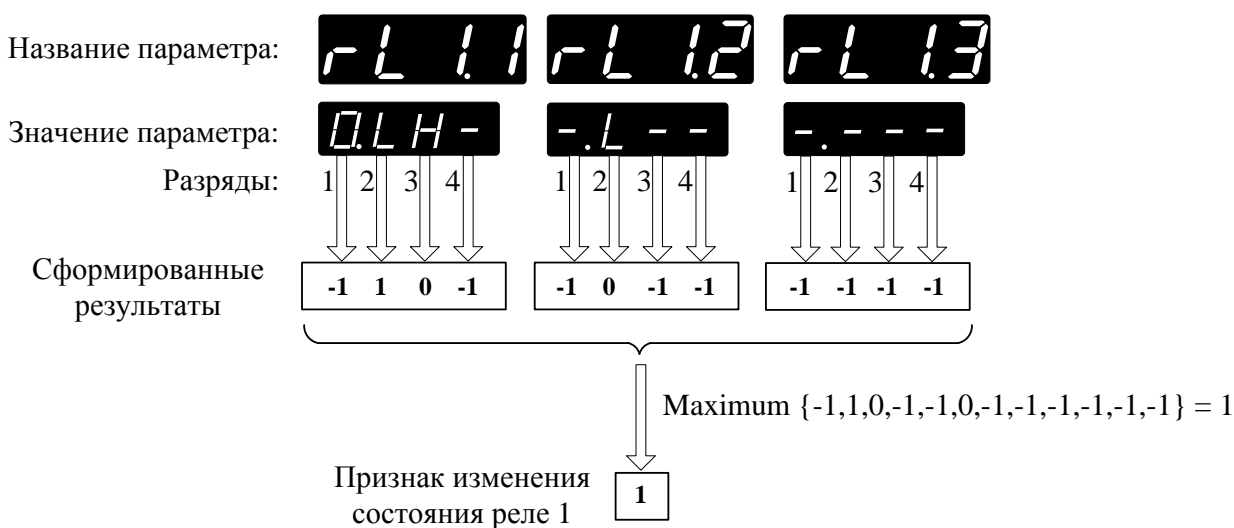 Название параметра: rL 1.1 rL 1.2 rL 1.3
Значение параметра: 0.LH- -.L-- -.---
Разряды: 1 2 3 4 1 2 3 4 1 2 3 4
Сформированные
результаты
-1 1 0 -1 -1 0 -1 -1 -1 -1 -1 -1
Maximum {-1,1,0,-1,-1,0,-1,-1,-1,-1,-1,-1} = 1
Признак изменения
состояния реле 1
1